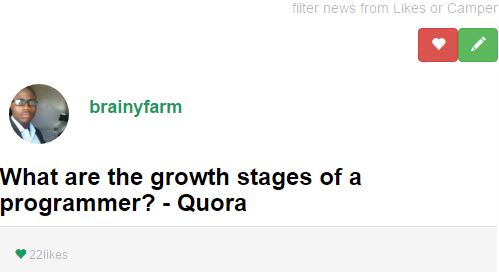 filter news from Likes or Camper
brainyfarm
What are the growth stages of a
programmer? - Quora
22likes